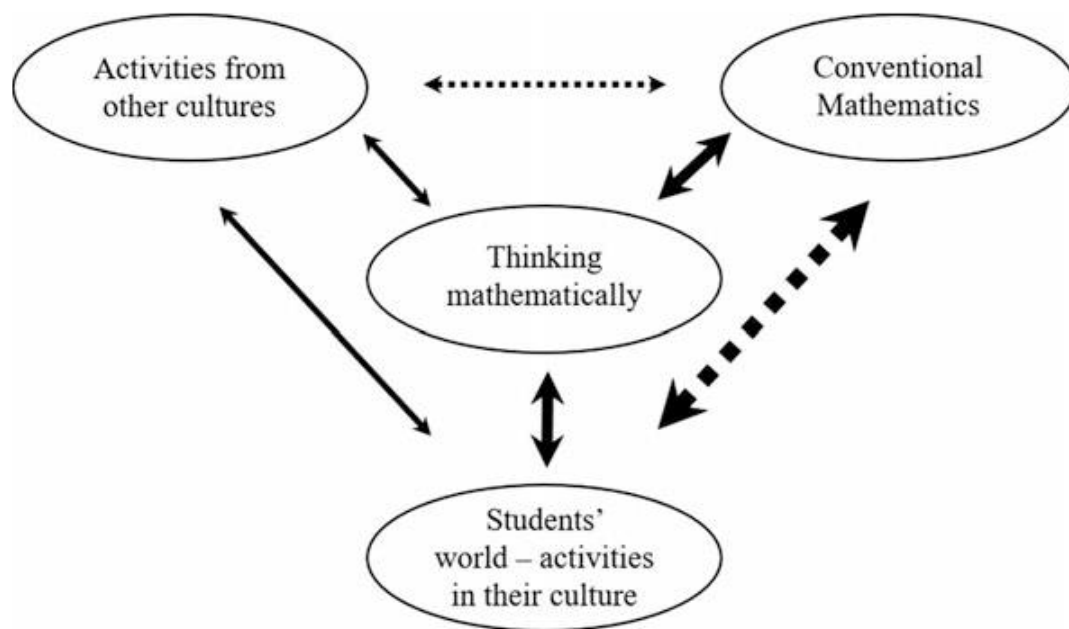 Activities from
other cultures
Conventional
Mathematics
Thinking
mathematically
Students’
world – activities
in their culture